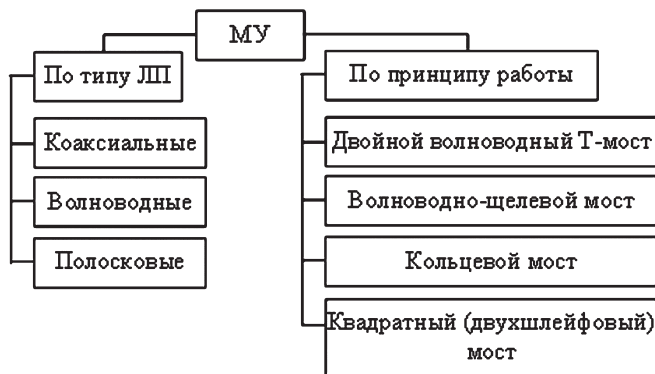 МУ
По типу ЛП
Коаксиальные
Волноводные
Полосковые
По принципу работы
Двойной волноводный Т-мост
Волноводно-щелевой мост
Кольцевой мост
Квадратный (двухшлейфовый)
мост